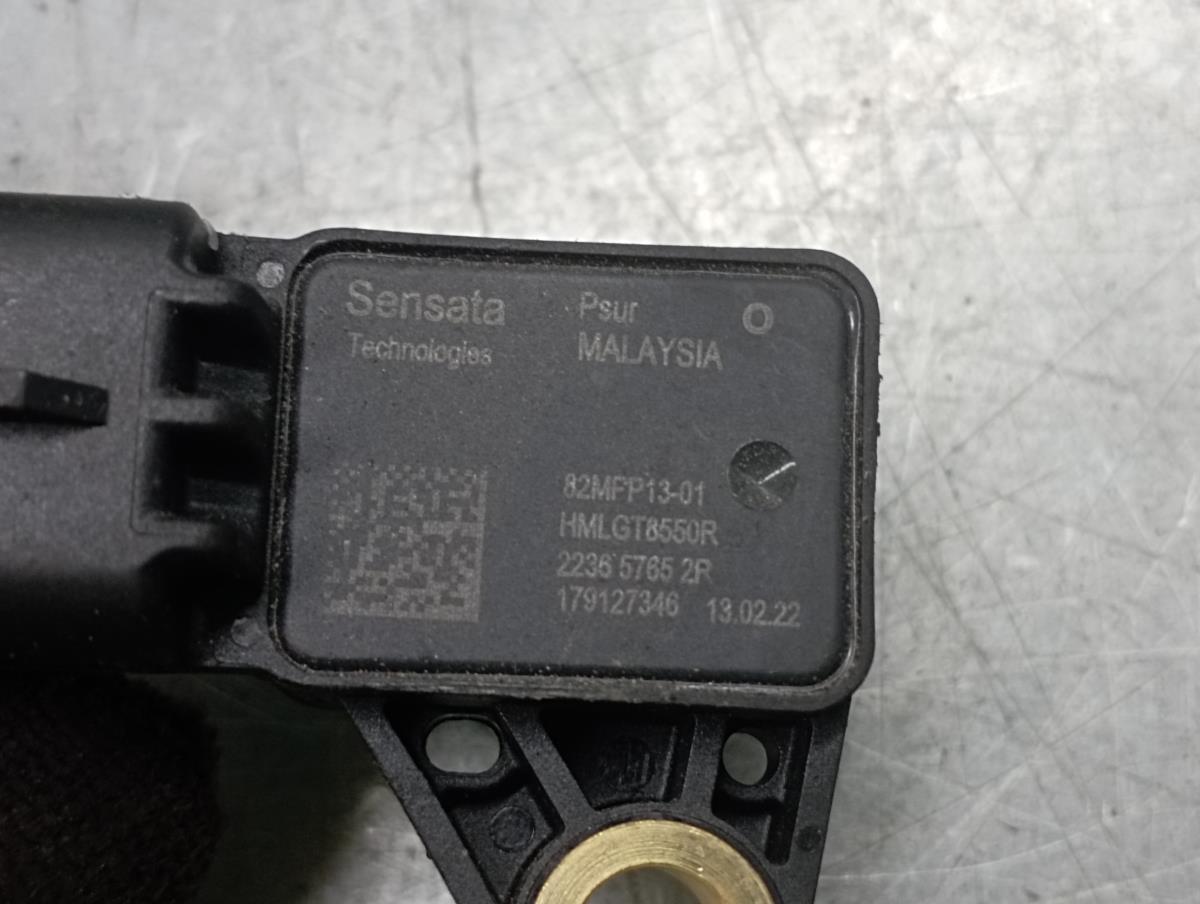 Sensata
Technologies
Psur
MALAYSIA
O
82MFP13-01
HMLGT8550R
2236 5765 2R
179127346 13.02.22